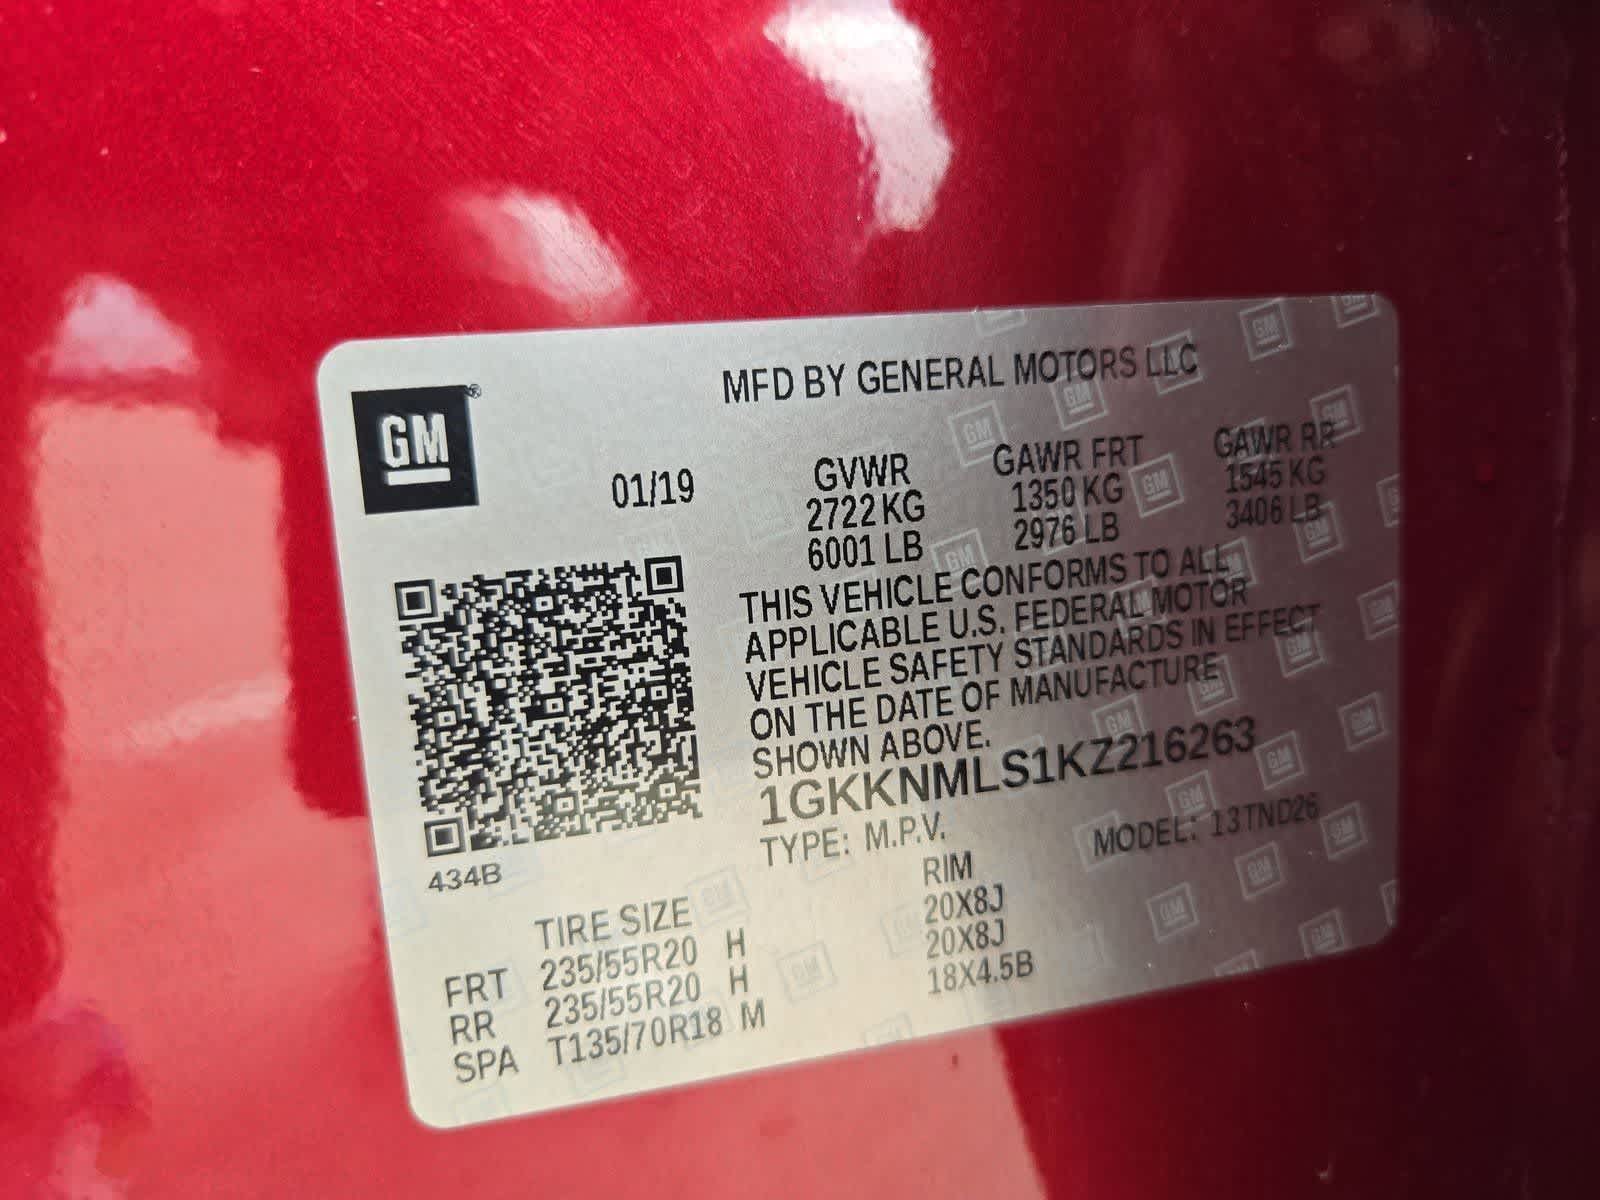 MFD BY GENERAL MOTORS LLC
GM®
01/19
GVWR GAWR FRT GAWR RR
2722 KG 1350 KG 1545 KG
6001 LB 2976 LB 3406 LB
THIS VEHICLE CONFORMS TO ALL
APPLICABLE U.S. FEDERAL MOTOR
VEHICLE SAFETY STANDARDS IN EFFECT
ON THE DATE OF MANUFACTURE
SHOWN ABOVE.
1GKKNMLS1KZ216263
TYPE: M.P.V. MODEL: 13TND26
434B
TIRE SIZE RIM
FRT 235/55R20 H 20X8J
RR 235/55R20 H 20X8J
SPA T135/70R18 M 18X4.5B